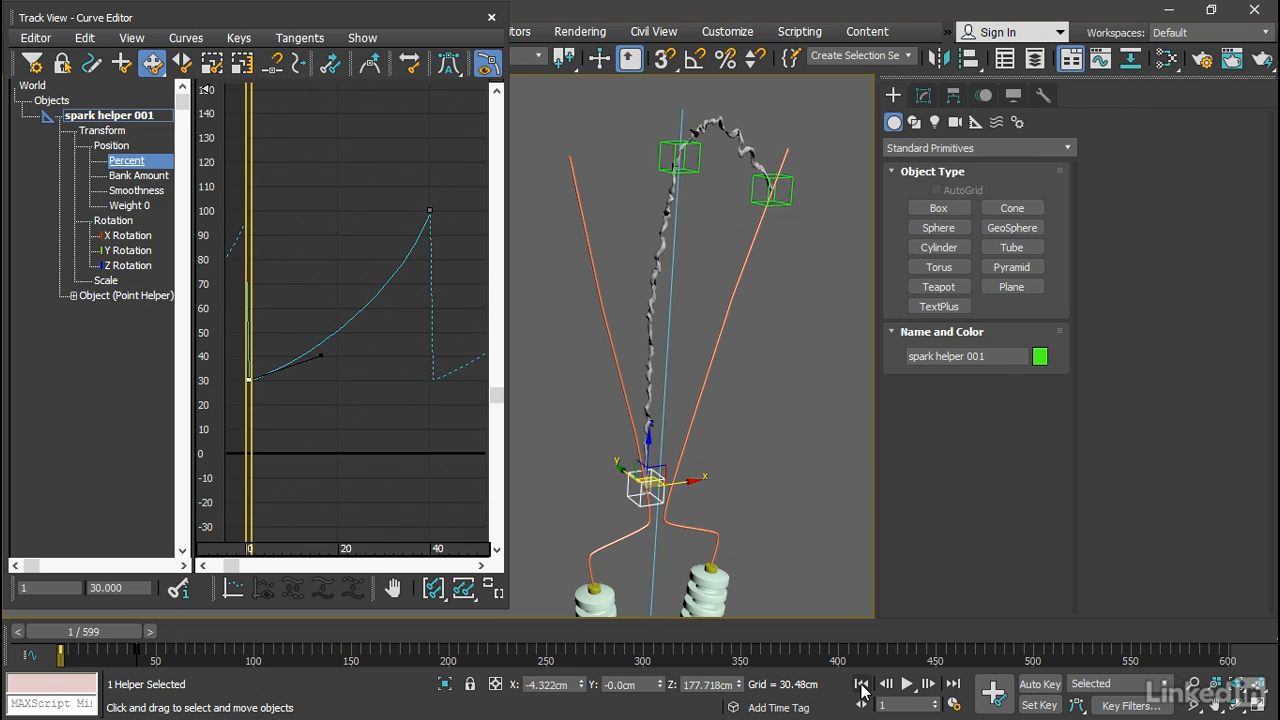 Track View - Curve Editor
Editor Edit View Curves Keys Tangents Show
itors Rendering Civil View Customize Scripting Content » Sign In Workspaces: Default
Create Selection Se
World
Objects
spark helper 001
Transform
Position
Percent
Bank Amount
Smoothness
Weight 0
Rotation
X Rotation
Y Rotation
Z Rotation
Scale
Object (Point Helper)
140
130
120
110
100
90
80
70
60
50
40
30
20
10
0
-10
-20
-30
0 20 40
1 30.000
z
y
x
Standard Primitives
Object Type
AutoGrid
Box Cone
Sphere GeoSphere
Cylinder Tube
Torus Pyramid
Teapot Plane
TextPlus
Name and Color
spark helper 001
< 1 / 599 >
50 100 150 200 250 300 350 400 450 500 550 600
1 Helper Selected X: -4.322cm Y: -0.0cm Z: 177.718cm Grid = 30.48cm Auto Key Selected
MAXScript Mi Click and drag to select and move objects Add Time Tag 1 Set Key Key Filters...
LinkedIn